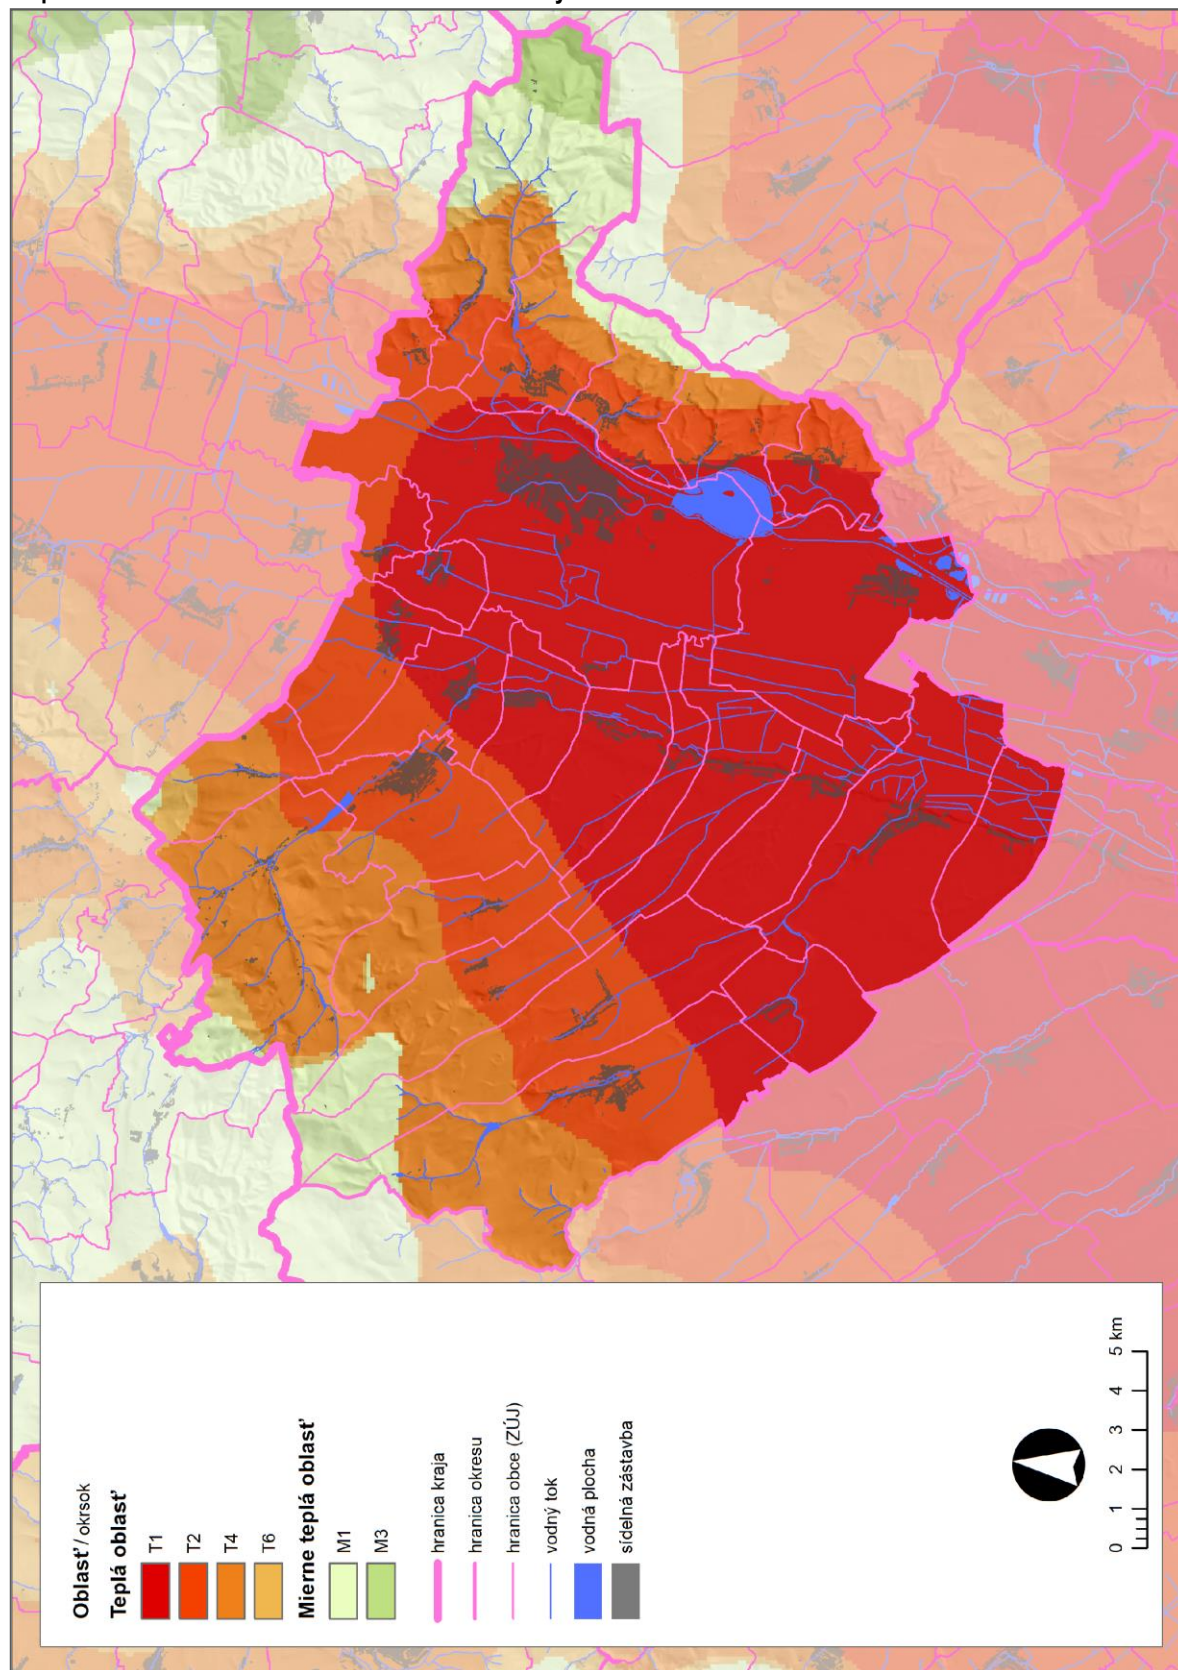 Oblasť / okrsok
Teplá oblasť
T1
T2
T4
T6
Mierne teplá oblasť
M1
M3
hranica kraja
hranica okresu
hranica obce (ZÚJ)
vodný tok
vodná plocha
sídelná zástavba
0 1 2 3 4 5 km